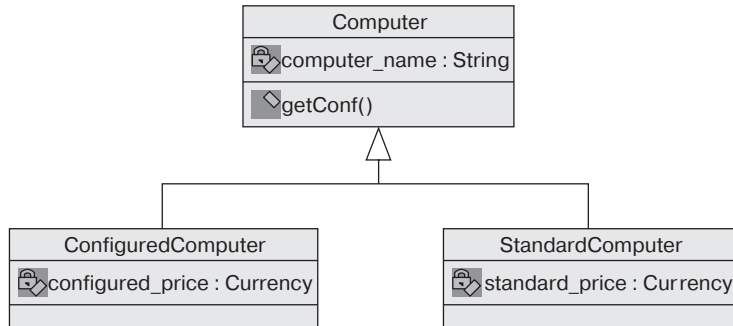 Computer
computer_name : String
getConf()
ConfiguredComputer
configured_price : Currency
StandardComputer
standard_price : Currency